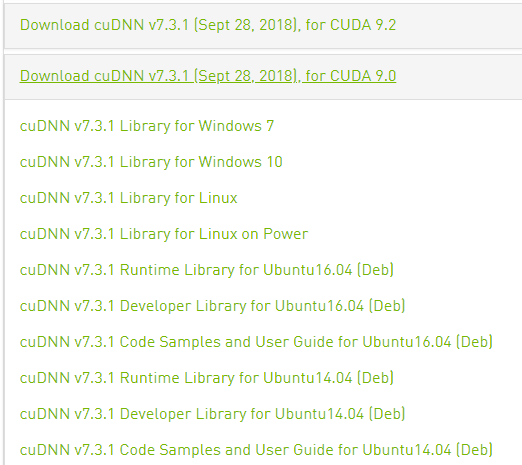 Download cuDNN v7.3.1 (Sept 28, 2018), for CUDA 9.2
Download cuDNN v7.3.1 (Sept 28, 2018), for CUDA 9.0
cuDNN v7.3.1 Library for Windows 7
cuDNN v7.3.1 Library for Windows 10
cuDNN v7.3.1 Library for Linux
cuDNN v7.3.1 Library for Linux on Power
cuDNN v7.3.1 Runtime Library for Ubuntu16.04 (Deb)
cuDNN v7.3.1 Developer Library for Ubuntu16.04 (Deb)
cuDNN v7.3.1 Code Samples and User Guide for Ubuntu16.04 (Deb)
cuDNN v7.3.1 Runtime Library for Ubuntu14.04 (Deb)
cuDNN v7.3.1 Developer Library for Ubuntu14.04 (Deb)
cuDNN v7.3.1 Code Samples and User Guide for Ubuntu14.04 (Deb)